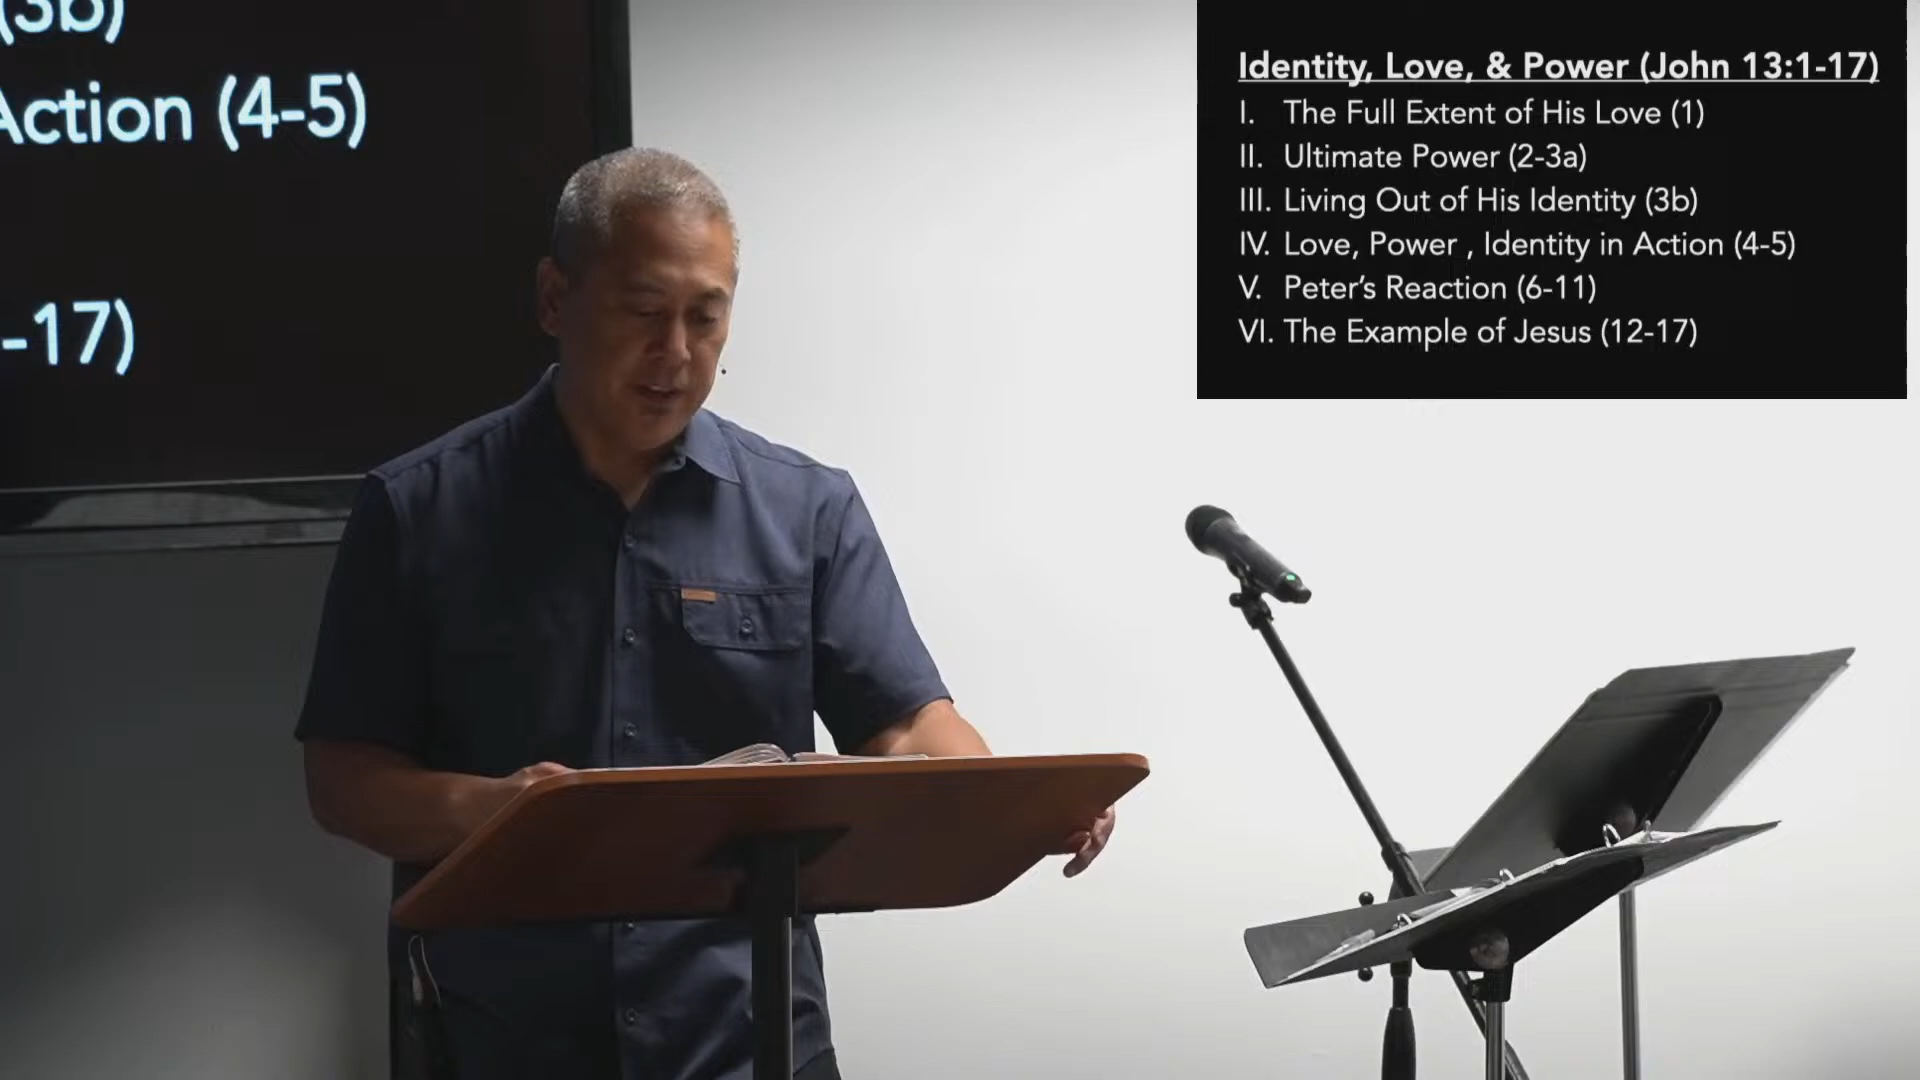 (3b)
Action (4-5)
-17)
Identity, Love, & Power (John 13:1-17)
I. The Full Extent of His Love (1)
II. Ultimate Power (2-3a)
III. Living Out of His Identity (3b)
IV. Love, Power , Identity in Action (4-5)
V. Peter's Reaction (6-11)
VI. The Example of Jesus (12-17)